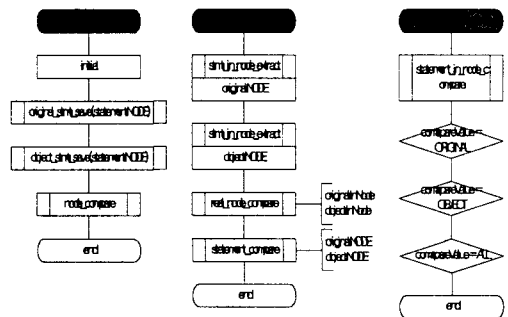 initial
original_stmt_save(statementNODE)
object_stmt_save(statementNODE)
node_compare
end
stmt_in_node_extract
originalNODE
stmt_in_node_extract
objectNODE
real_node_compare
originalInNode
objectInNode
statement_compare
originalNODE
objectNODE
end
statement_in_node_c
ompare
compareValue =
ORIGINAL
compareValue =
OBJECT
compareValue = ALL
end